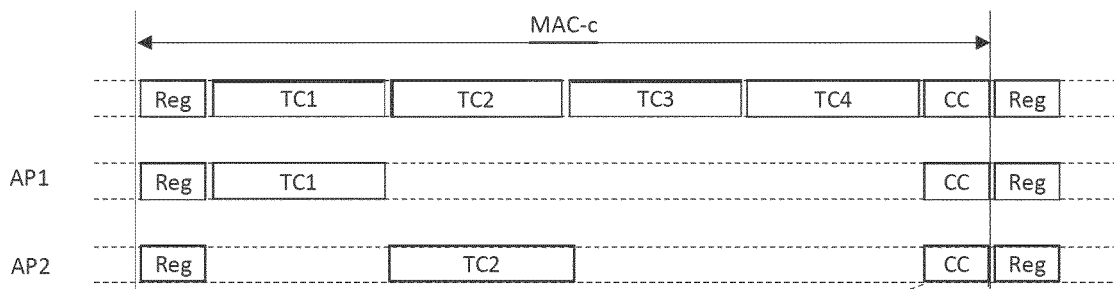 MAC-c
Reg TC1 TC2 TC3 TC4 CC Reg
AP1 Reg TC1 CC Reg
AP2 Reg TC2 CC Reg